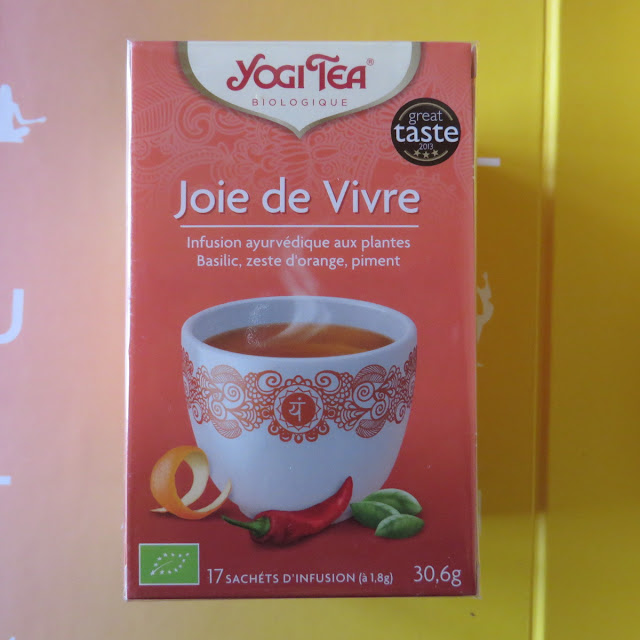 YOGI TEA®
BIOLOGIQUE
great
taste
2013
Joie de Vivre
Infusion ayurvédique aux plantes
Basilic, zeste d'orange, piment
यं
17 SACHÉTS D'INFUSION (à 1,8g) 30,6g
U